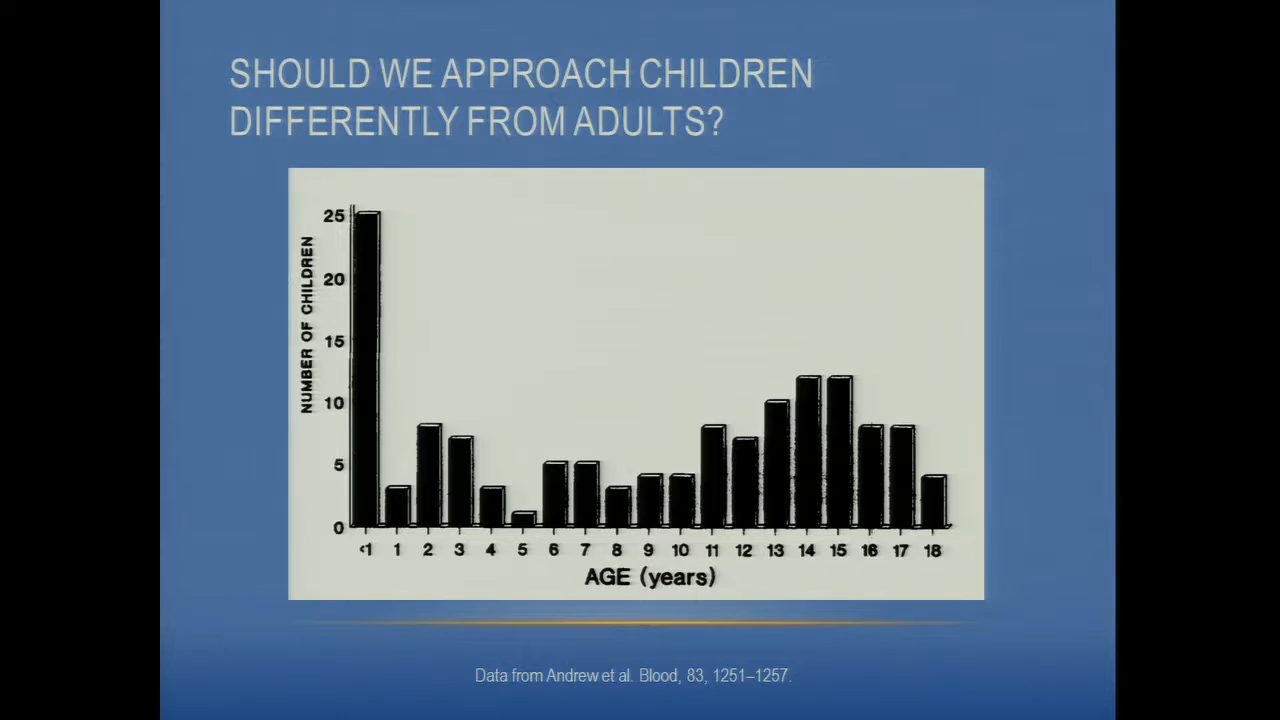 SHOULD WE APPROACH CHILDREN
DIFFERENTLY FROM ADULTS?
NUMBER OF CHILDREN
25
20
15
10
5
0
<1 1 2 3 4 5 6 7 8 9 10 11 12 13 14 15 16 17 18
AGE (years)
Data from Andrew et al. Blood, 83, 1251–1257.